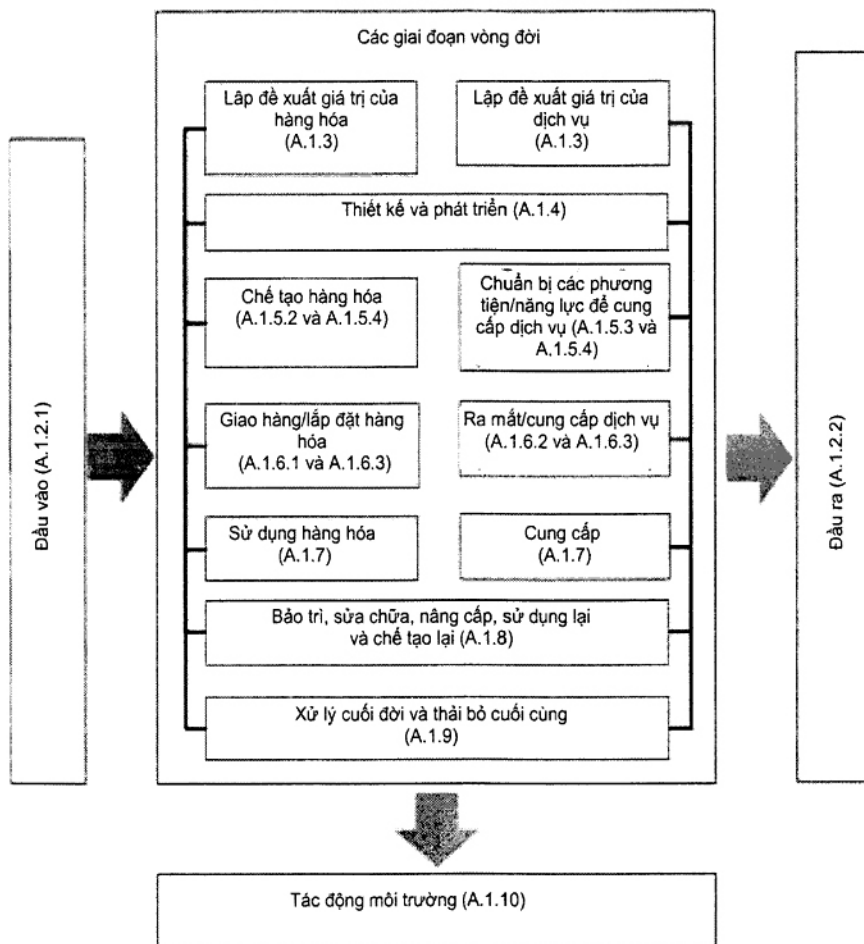 Các giai đoạn vòng đời
Lâp đề xuất giá trị của
hàng hóa
(A.1.3)
Lập đề xuất giá trị của
dịch vụ
(A.1.3)
Thiết kế và phát triển (A.1.4)
Chế tạo hàng hóa
(A.1.5.2 và A.1.5.4)
Chuẩn bị các phương
tiện/năng lực để cung
cấp dịch vụ (A.1.5.3 và
A.1.5.4)
Đầu vào (A.1.2.1)
Giao hàng/lắp đặt hàng
hóa
(A.1.6.1 và A.1.6.3)
Ra mắt/cung cấp dịch vụ
(A.1.6.2 và A.1.6.3)
Đầu ra (A.1.2.2)
Sử dụng hàng hóa
(A.1.7)
Cung cấp
(A.1.7)
Bảo trì, sửa chữa, nâng cấp, sử dụng lại
và chế tạo lại (A.1.8)
Xử lý cuối đời và thải bỏ cuối cùng
(A.1.9)
Tác động môi trường (A.1.10)